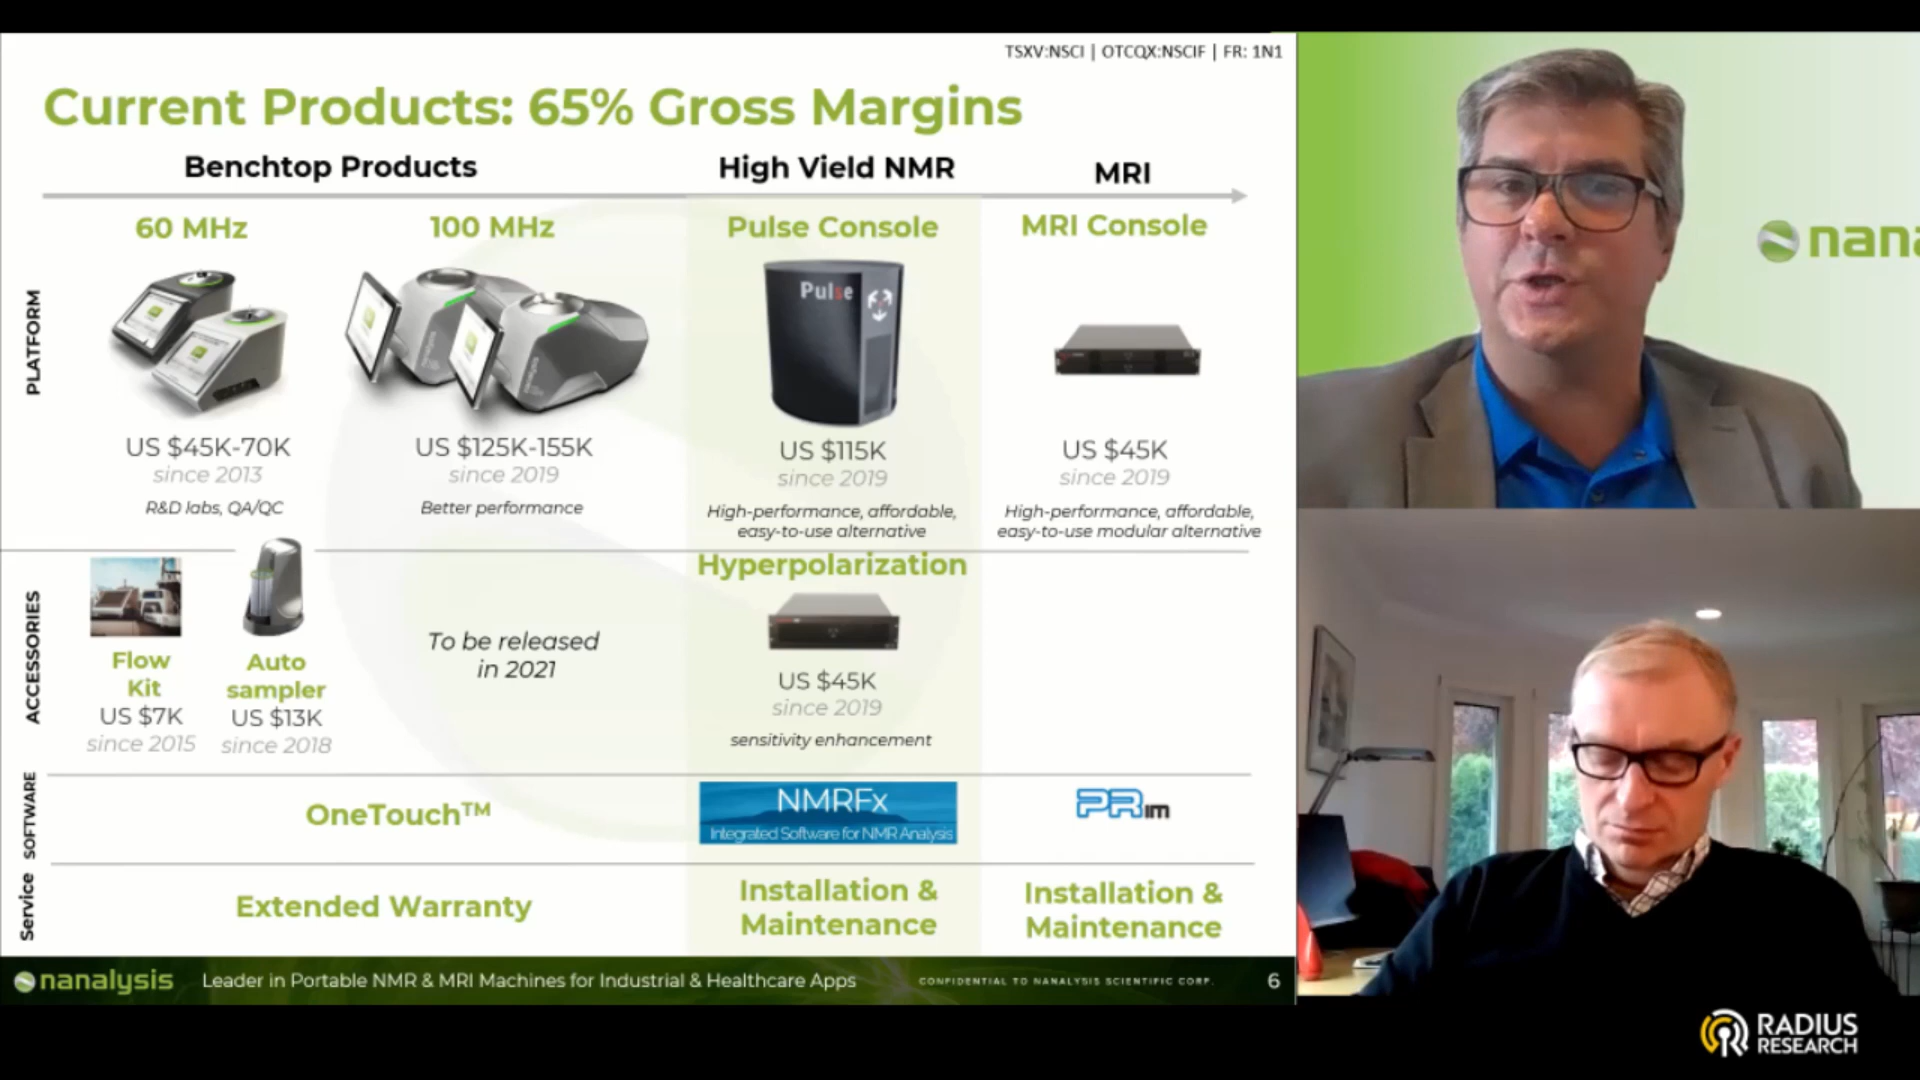 TSXV:NSCI | OTCQX:NSCIF | FR: 1N1
Current Products: 65% Gross Margins
Benchtop Products
High Vield NMR
MRI
PLATFORM
60 MHz
100 MHz
Pulse Console
MRI Console
Pulse
US $45K-70K
since 2013
R&D labs, QA/QC
US $125K-155K
since 2019
Better performance
US $115K
since 2019
High-performance, affordable,
easy-to-use alternative
US $45K
since 2019
High-performance, affordable,
easy-to-use modular alternative
ACCESSORIES
Flow
Kit
US $7K
since 2015
Auto
sampler
US $13K
since 2018
To be released
in 2021
Hyperpolarization
US $45K
since 2019
sensitivity enhancement
SOFTWARE
OneTouch™
NMRFx
Integrated Software for NMR Analysis
PRIM
Service
Extended Warranty
Installation &
Maintenance
Installation &
Maintenance
nanalysis
Leader in Portable NMR & MRI Machines for Industrial & Healthcare Apps
CONFIDENTIAL TO NANALYSIS SCIENTIFIC CORP.
6
nana
RADIUS
RESEARCH